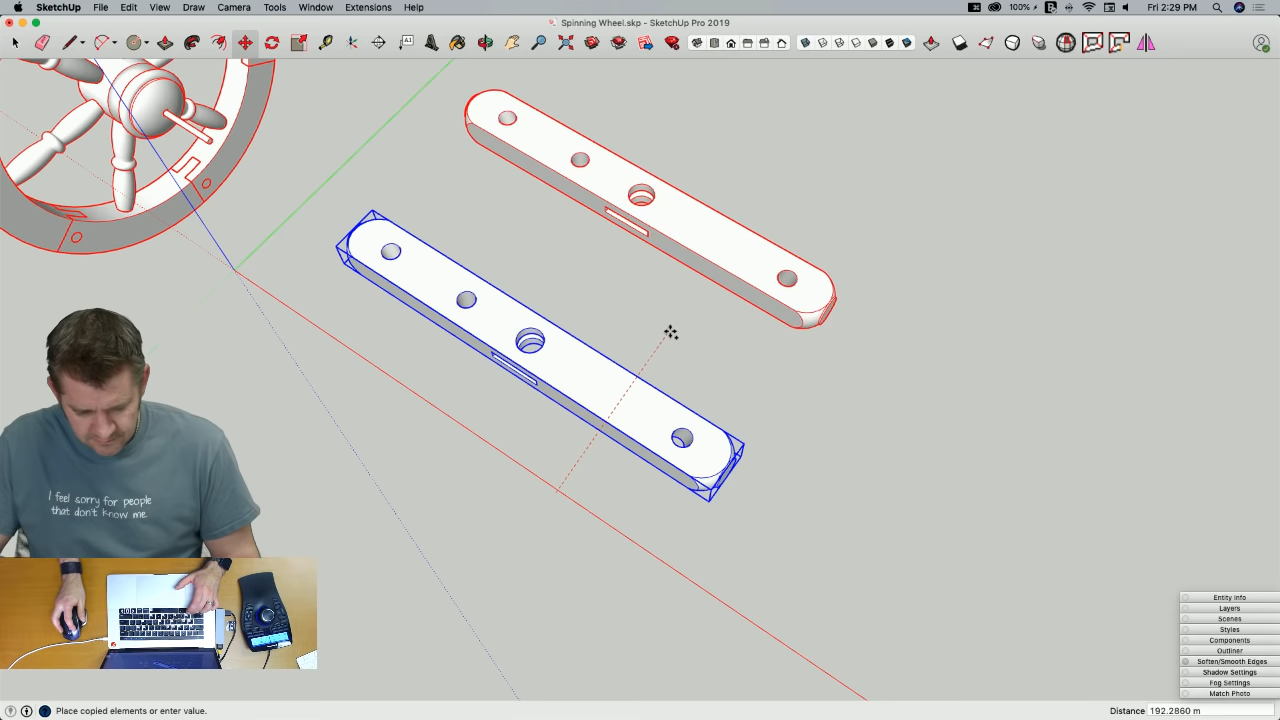 SketchUp File Edit View Draw Camera Tools Window Extensions Help
100% Fri 2:29 PM
Spinning Wheel.skp - SketchUp Pro 2019
I feel sorry for people
that don't know me
Entity Info
Layers
Scenes
Styles
Components
Outliner
Soften/Smooth Edges
Shadow Settings
Fog Settings
Match Photo
Place copied elements or enter value.
Distance 192.2860 m